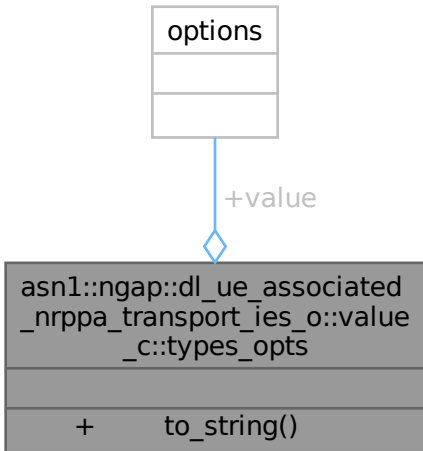 options
+value
asn1::ngap::dl_ue_associated
_nrppa_transport_ies_o::value
_c::types_opts
+ to_string()